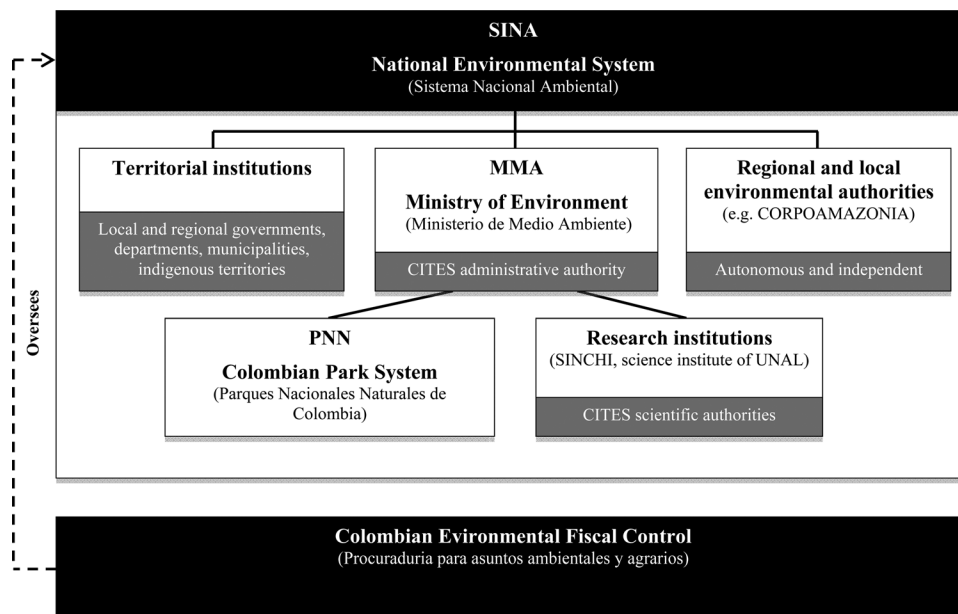 SINA
National Environmental System
(Sistema Nacional Ambiental)
Territorial institutions
Local and regional governments,
departments, municipalities,
indigenous territories
MMA
Ministry of Environment
(Ministerio de Medio Ambiente)
CITES administrative authority
Regional and local
environmental authorities
(e.g. CORPOAMAZONIA)
Autonomous and independent
Oversees
PNN
Colombian Park System
(Parques Nacionales Naturales de
Colombia)
Research institutions
(SINCHI, science institute of UNAL)
CITES scientific authorities
Colombian Evironmental Fiscal Control
(Procuraduria para asuntos ambientales y agrarios)